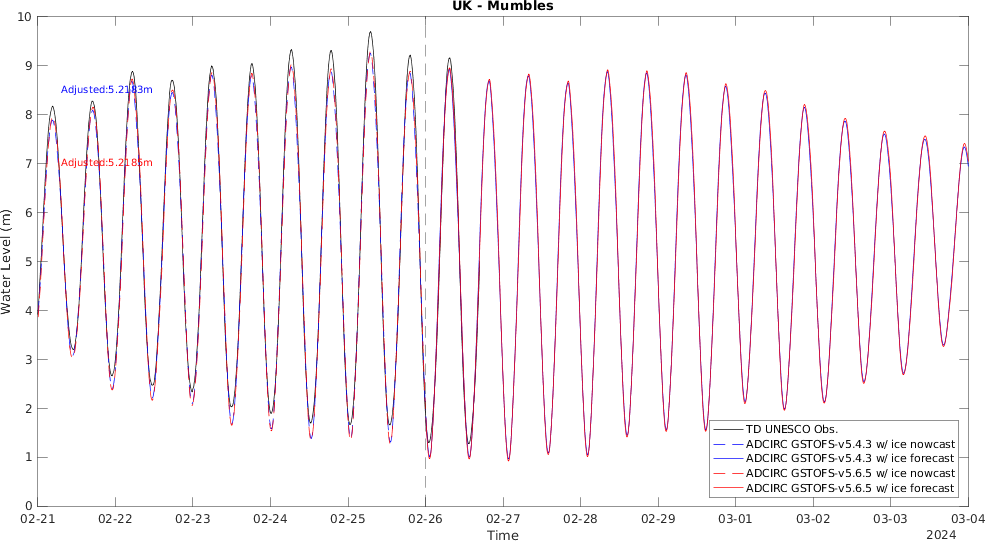 UK - Mumbles
10
9
8
7
6
5
4
3
2
1
0
Water Level (m)
Adjusted:5.2183m
Adjusted:5.2185m
TD UNESCO Obs.
ADCIRC GSTOFS-v5.4.3 w/ ice nowcast
ADCIRC GSTOFS-v5.4.3 w/ ice forecast
ADCIRC GSTOFS-v5.6.5 w/ ice nowcast
ADCIRC GSTOFS-v5.6.5 w/ ice forecast
02-21 02-22 02-23 02-24 02-25 02-26 02-27 02-28 02-29 03-01 03-02 03-03 03-04
Time
2024